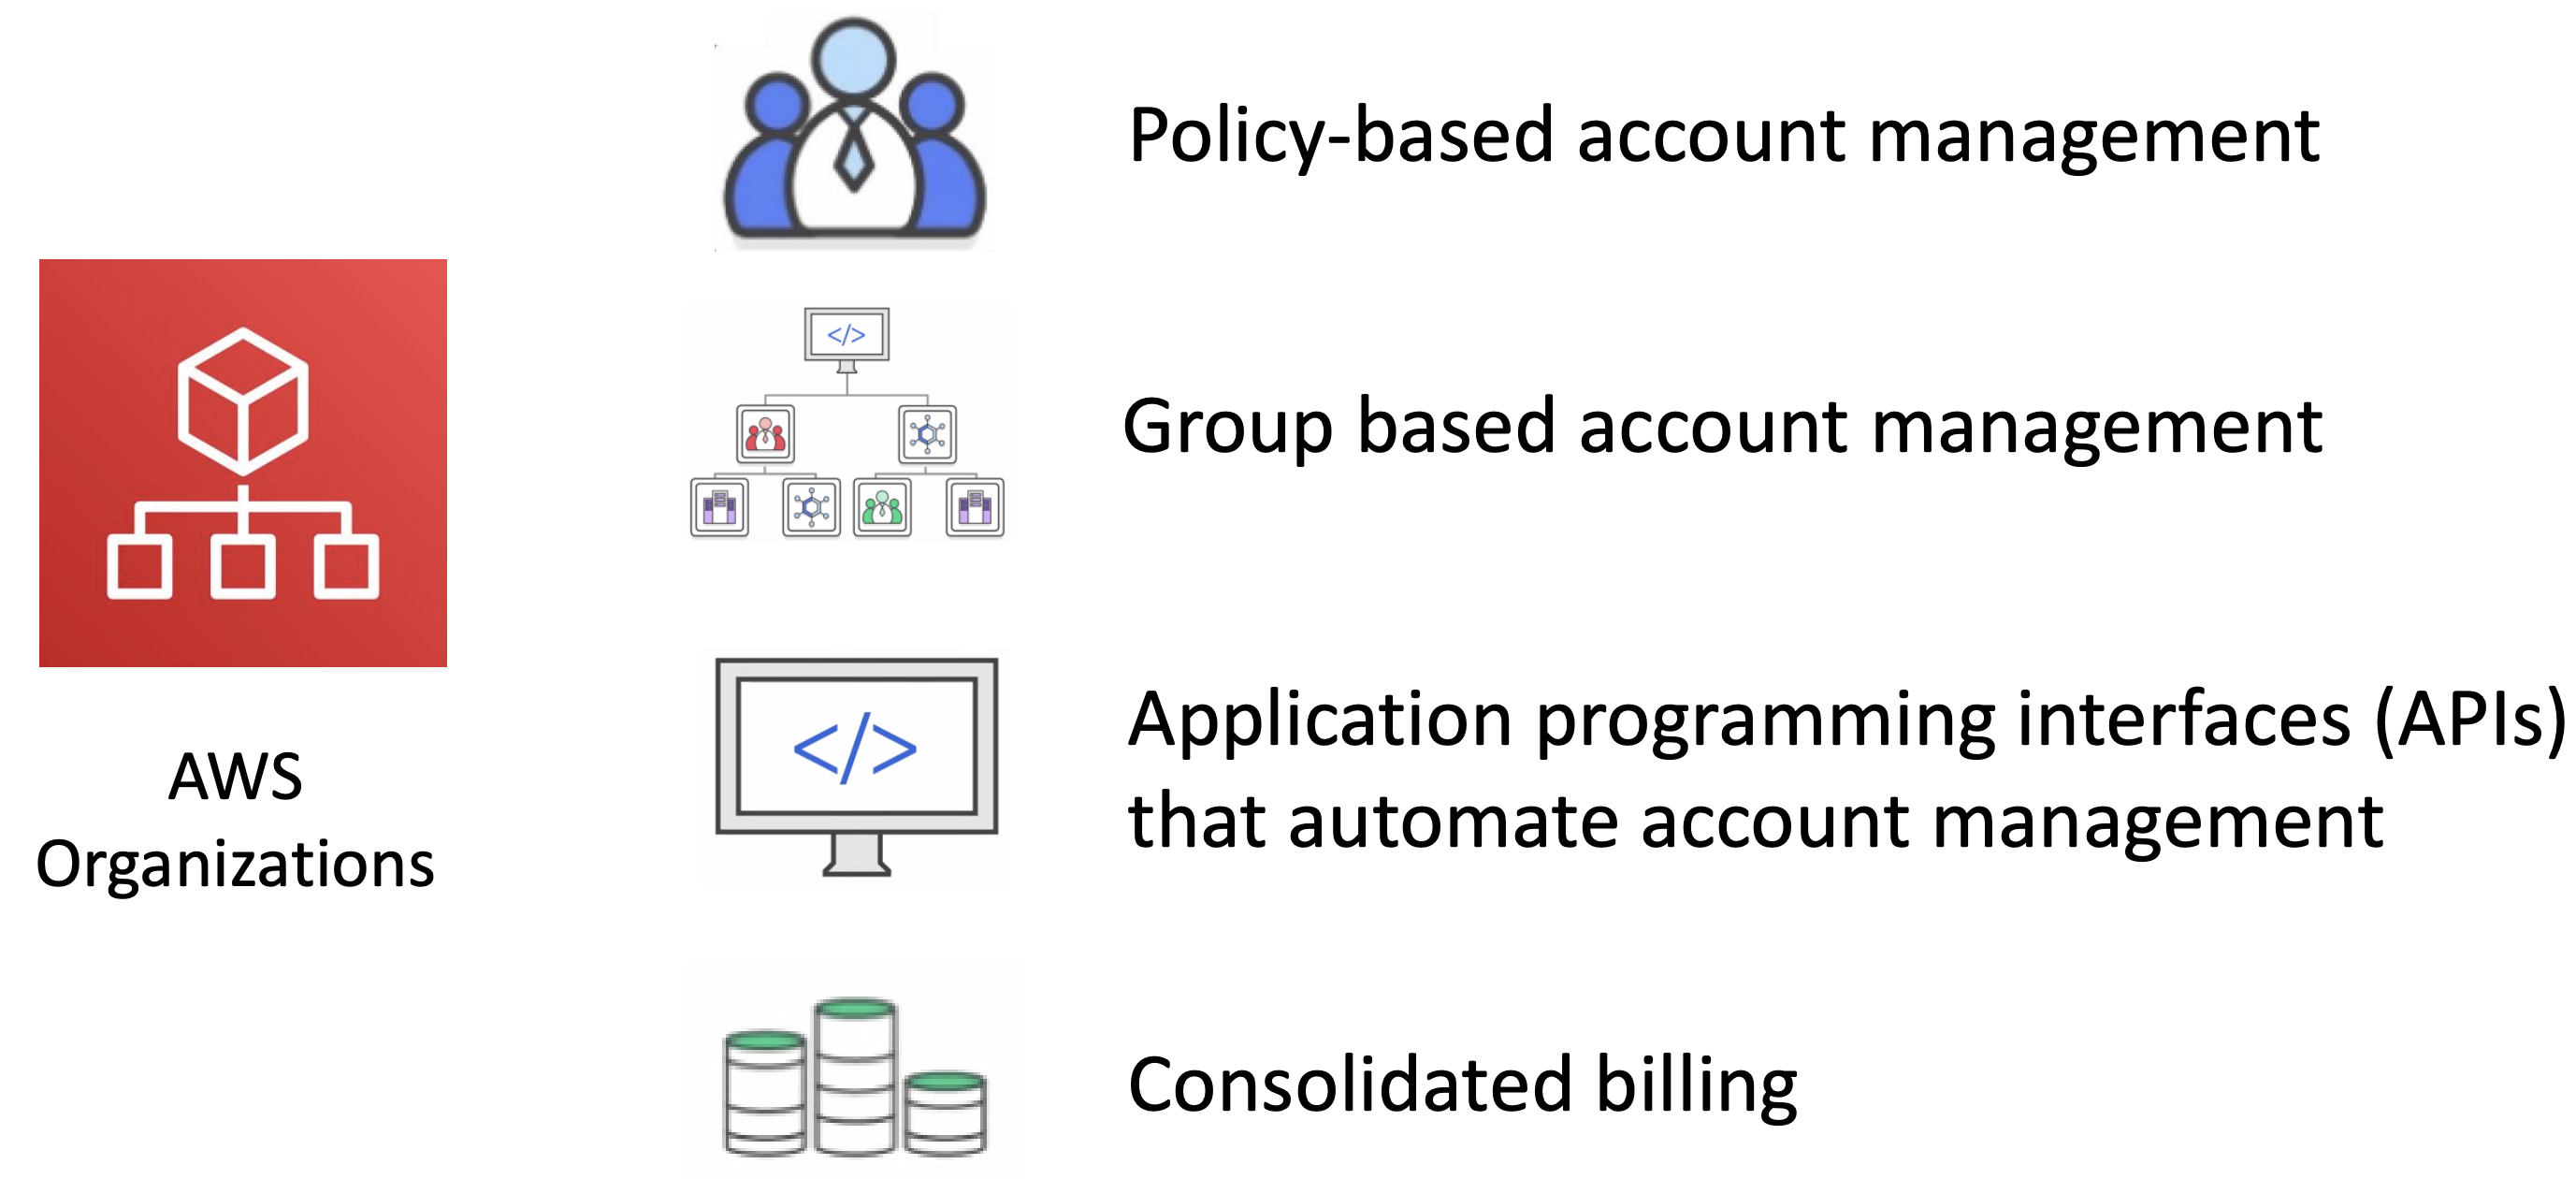 Policy-based account management
</>
Group based account management
AWS
Organizations
</>
Application programming interfaces (APIs)
that automate account management
Consolidated billing